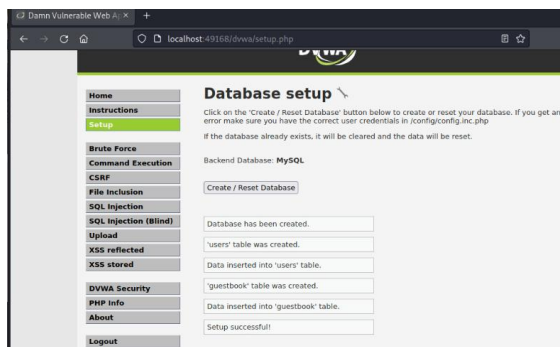 Damn Vulnerable Web Ap
localhost:49168/dvwa/setup.php
DVWA
Home
Instructions
Setup
Brute Force
Command Execution
CSRF
File Inclusion
SQL Injection
SQL Injection (Blind)
Upload
XSS reflected
XSS stored
DVWA Security
PHP Info
About
Logout
Database setup
Click on the 'Create / Reset Database' button below to create or reset your database. If you get an
error make sure you have the correct user credentials in /config/config.inc.php
If the database already exists, it will be cleared and the data will be reset.
Backend Database: MySQL
Create / Reset Database
Database has been created.
'users' table was created.
Data inserted into 'users' table.
'guestbook' table was created.
Data inserted into 'guestbook' table.
Setup successful!